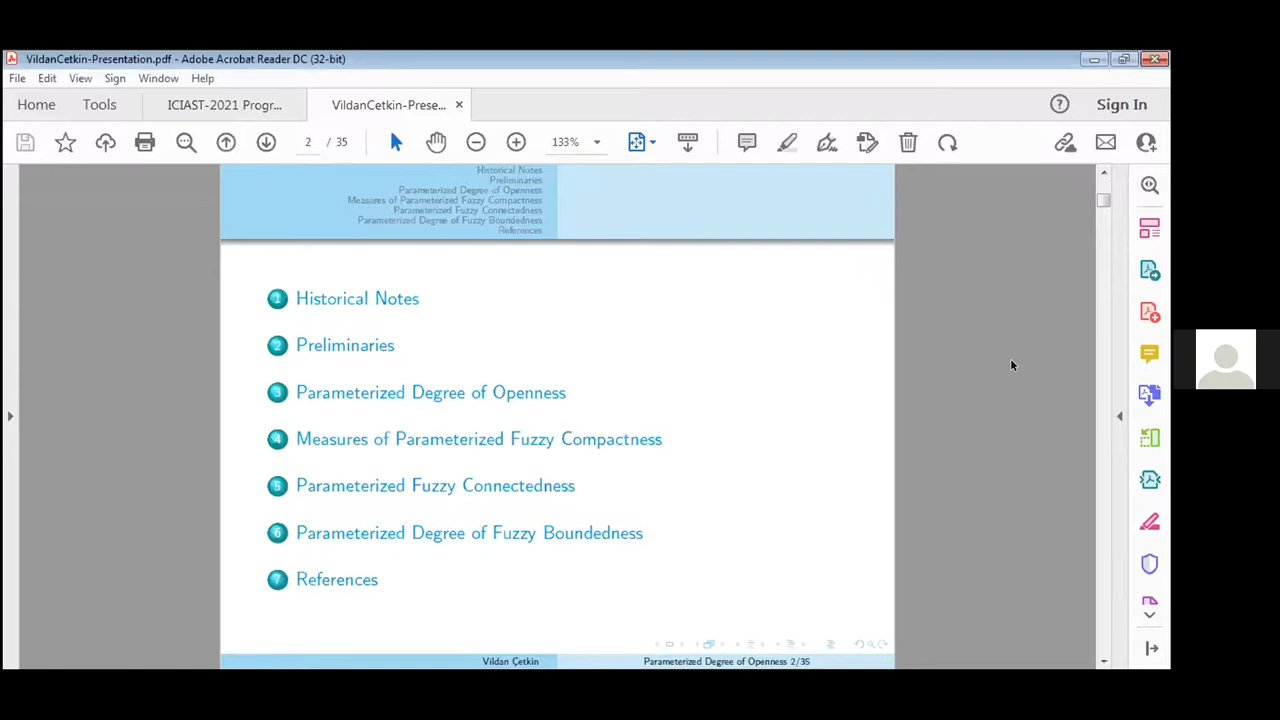 VildanCetkin-Presentation.pdf - Adobe Acrobat Reader DC (32-bit)
File Edit View Sign Window Help
Home Tools ICIAST-2021 Progr... VildanCetkin-Prese... ×
2 / 35 133% Sign In
Historical Notes
Preliminaries
Parameterized Degree of Openness
Measures of Parameterized Fuzzy Compactness
Parameterized Fuzzy Connectedness
Parameterized Degree of Fuzzy Boundedness
References
1 Historical Notes
2 Preliminaries
3 Parameterized Degree of Openness
4 Measures of Parameterized Fuzzy Compactness
5 Parameterized Fuzzy Connectedness
6 Parameterized Degree of Fuzzy Boundedness
7 References
Vildan Çetkin Parameterized Degree of Openness 2/35